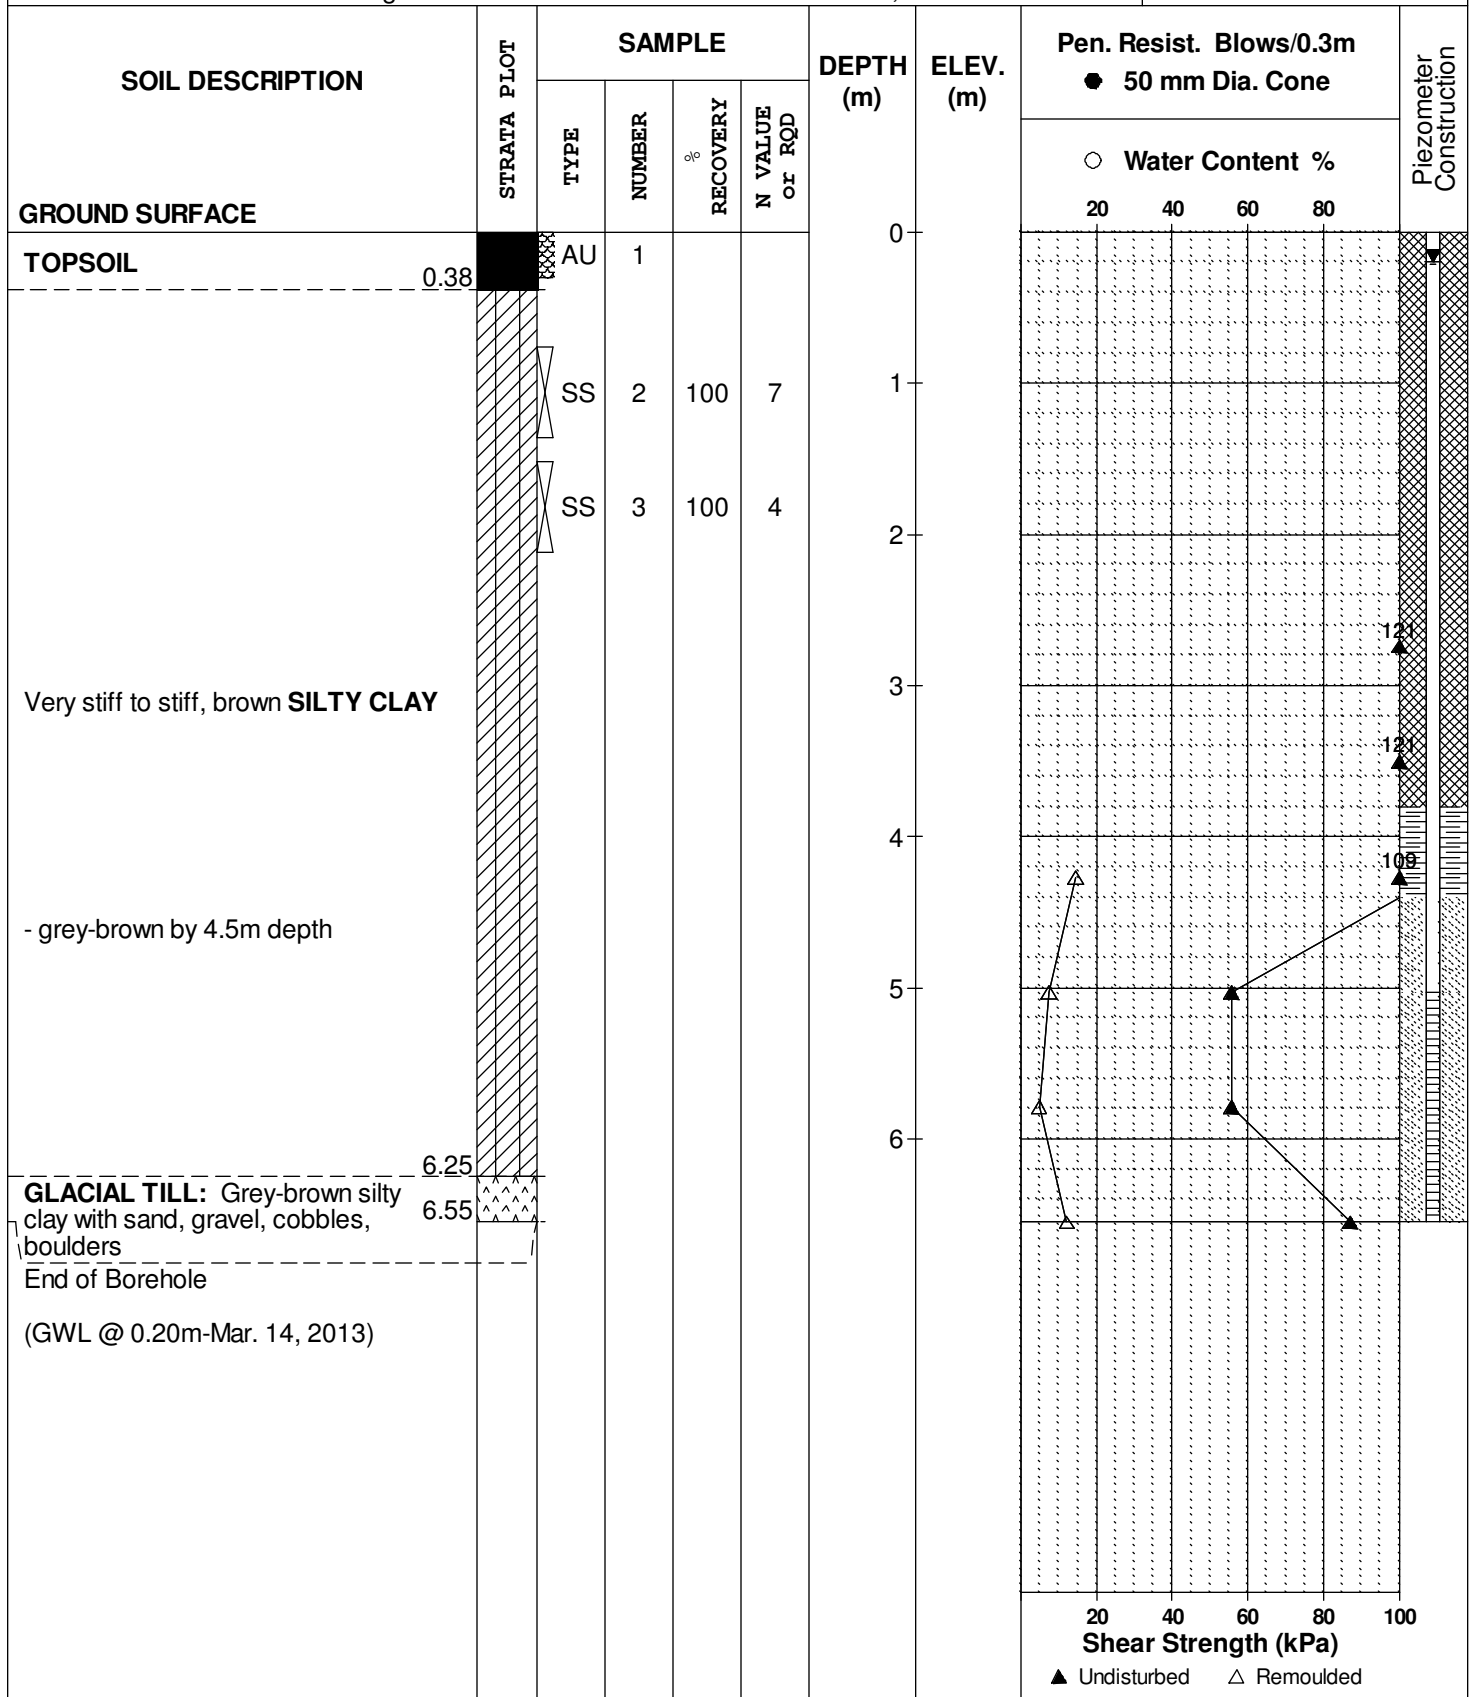 SOIL DESCRIPTION
GROUND SURFACE
STRATA PLOT
SAMPLE
TYPE
NUMBER
%
RECOVERY
N VALUE
or RQD
DEPTH
(m)
ELEV.
(m)
Pen. Resist. Blows/0.3m
● 50 mm Dia. Cone
○ Water Content %
20 40 60 80
Piezometer
Construction
TOPSOIL
0.38
AU 1
SS 2 100 7
SS 3 100 4
0
1
2
3
4
5
6
121
121
109
Very stiff to stiff, brown SILTY CLAY
- grey-brown by 4.5m depth
6.25
GLACIAL TILL: Grey-brown silty
clay with sand, gravel, cobbles,
boulders
6.55
End of Borehole
(GWL @ 0.20m-Mar. 14, 2013)
20 40 60 80 100
Shear Strength (kPa)
▲ Undisturbed △ Remoulded